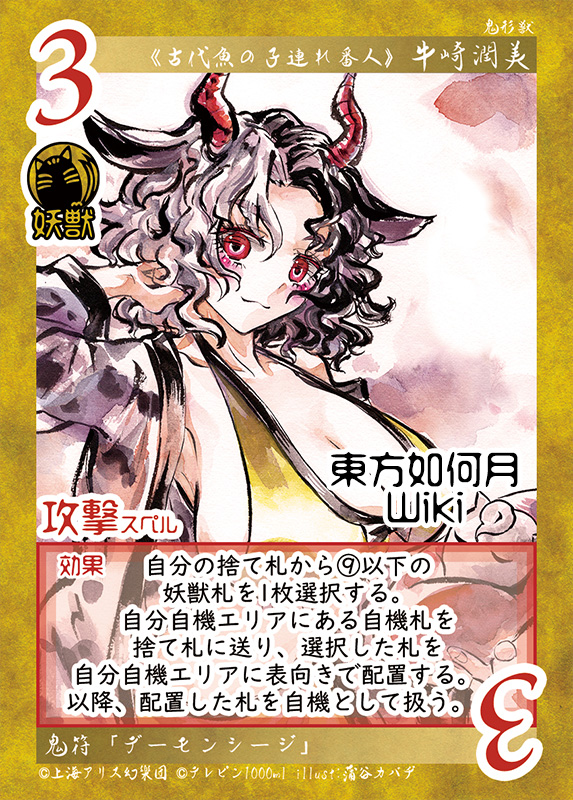 鬼形獣
3
《古代魚の子連れ番人》 牛崎潤美
妖獣
東方如何月
Wiki
攻撃スペル
効果
自分の捨て札から⑨以下の
妖獣札を1枚選択する。
自分自機エリアにある自機札を
捨て札に送り、選択した札を
自分自機エリアに表向きで配置する。
以降、配置した札を自機として扱う。
3
鬼符「デーモンシージ」
©上海アリス幻樂団 ©テレピン1000ml illust:蒲谷カバヂ